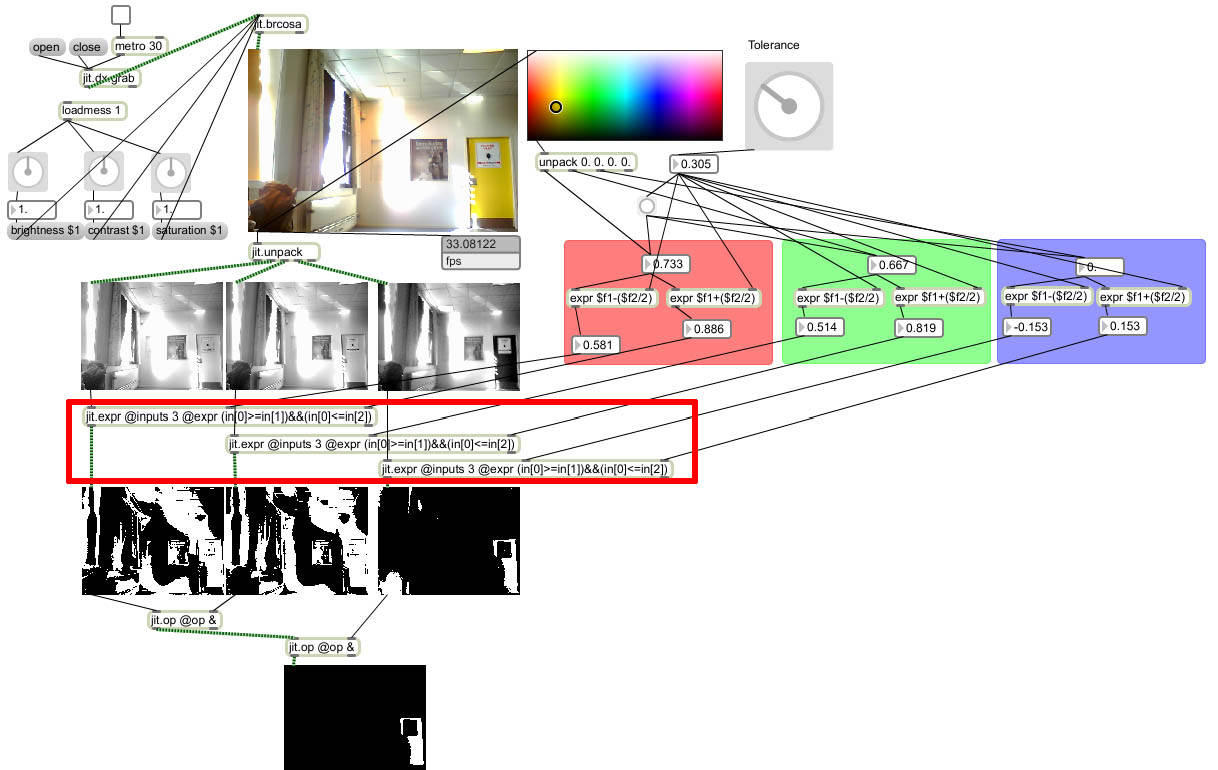 jit.brcosa
open
close
metro 30
jit.dx.grab
Tolerance
loadmess 1
unpack 0. 0. 0. 0.
0.305
1.
1.
1.
brightness $1
contrast $1
saturation $1
33.08122
fps
jit.unpack
0.733
0.667
0.
expr $f1-($f2/2)
expr $f1+($f2/2)
expr $f1-($f2/2)
expr $f1+($f2/2)
expr $f1-($f2/2)
expr $f1+($f2/2)
0.581
0.886
0.514
0.819
-0.153
0.153
jit.expr @inputs 3 @expr (in[0]>=in[1])&&(in[0]<=in[2])
jit.expr @inputs 3 @expr (in[0]>=in[1])&&(in[0]<=in[2])
jit.expr @inputs 3 @expr (in[0]>=in[1])&&(in[0]<=in[2])
jit.op @op &
jit.op @op &